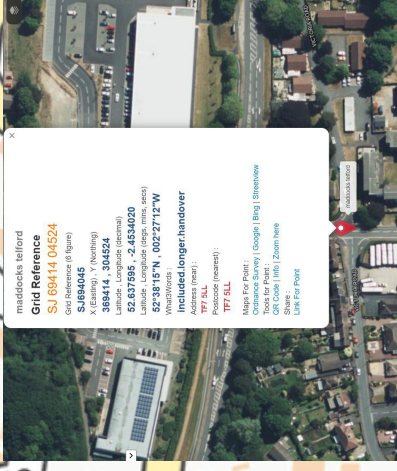 maddocks telford
Grid Reference
SJ 69414 04524
Grid Reference (6 figure)
SJ694045
X (Easting) , Y (Northing)
369414 , 304524
Latitude , Longitude (decimal)
52.637595 , -2.4534020
Latitude , Longitude (degs, mins, secs)
52°38'15"N , 002°27'12"W
What3Words :
included.longer.handover
Address (near) :
TF7 5LL
Postcode (nearest) :
TF7 5LL
Maps For Point :
Ordnance Survey | Google | Bing | Streetview
Tools for Point :
QR Code | Info | Zoom here
Share :
Link For Point
maddocks telford